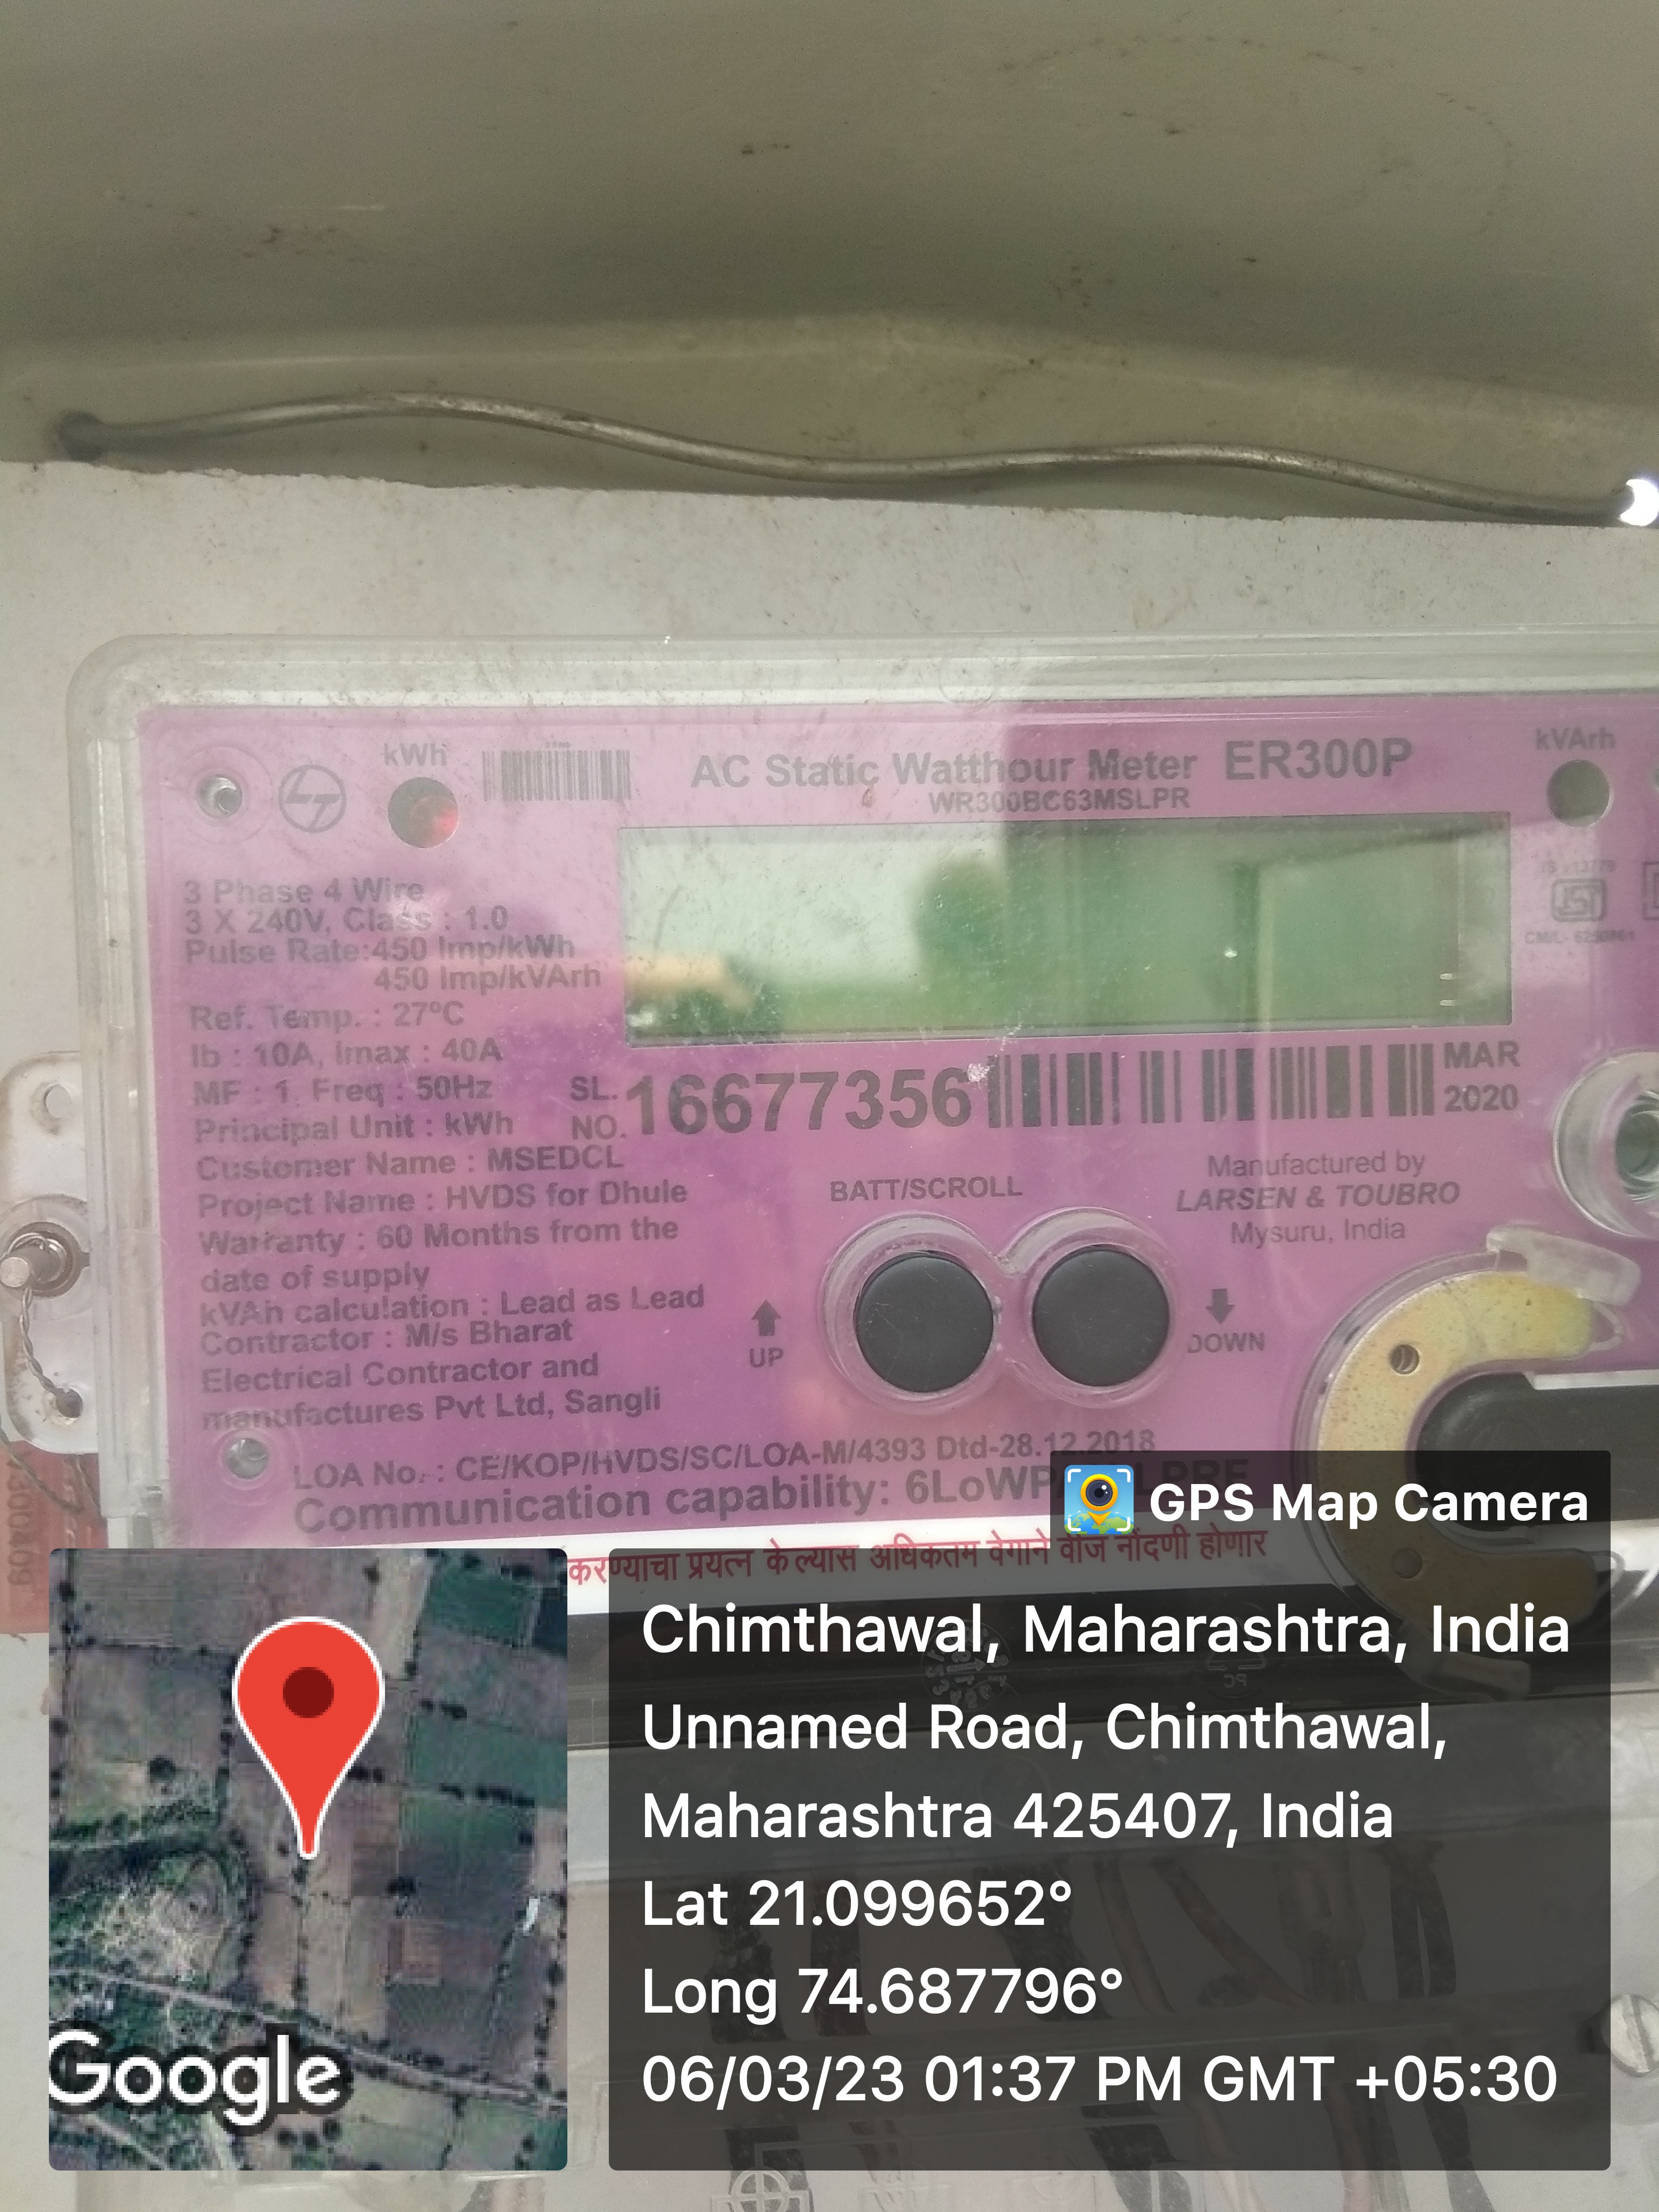 kWh
AC Static Watthour Meter ER300P
WR300BC63MSLPR
kVArh
3 Phase 4 Wire
3 X 240V, Class : 1.0
Pulse Rate:450 Imp/kWh
450 Imp/kVArh
Ref. Temp. : 27°C
Ib : 10A, Imax : 40A
MF : 1, Freq : 50Hz
Principal Unit : kWh
SL. NO. 16677356
MAR
2020
Customer Name : MSEDCL
Project Name : HVDS for Dhule
Warranty : 60 Months from the
date of supply
kVAh calculation : Lead as Lead
Contractor : M/s Bharat
Electrical Contractor and
manufactures Pvt Ltd, Sangli
BATT/SCROLL
UP
DOWN
Manufactured by
LARSEN & TOUBRO
Mysuru, India
LOA No. : CE/KOP/HVDS/SC/LOA-M/4393 Dtd-28.12.2018
Communication capability:
करण्याचा प्रयत्न केल्यास अधिकतम वेगाने वीज नोंदणी होणार
GPS Map Camera
Chimthawal, Maharashtra, India
Unnamed Road, Chimthawal,
Maharashtra 425407, India
Lat 21.099652°
Long 74.687796°
06/03/23 01:37 PM GMT +05:30
Google